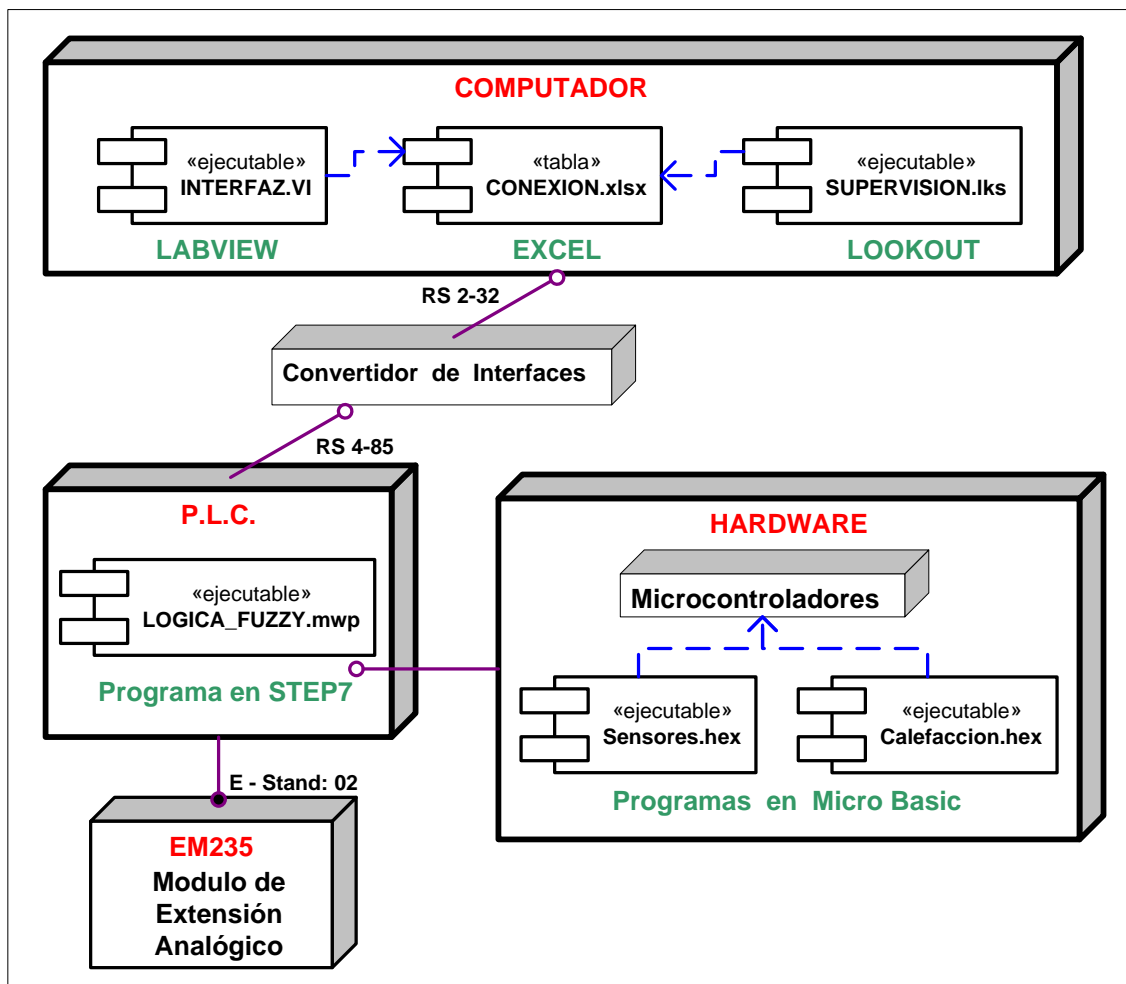 COMPUTADOR
«ejecutable»
INTERFAZ.VI
LABVIEW
«tabla»
CONEXION.xlsx
EXCEL
«ejecutable»
SUPERVISION.lks
LOOKOUT
RS 2-32
Convertidor de Interfaces
RS 4-85
P.L.C.
«ejecutable»
LOGICA_FUZZY.mwp
Programa en STEP7
HARDWARE
Microcontroladores
«ejecutable»
Sensores.hex
«ejecutable»
Calefaccion.hex
Programas en Micro Basic
E - Stand: 02
EM235
Modulo de
Extensión
Analógico